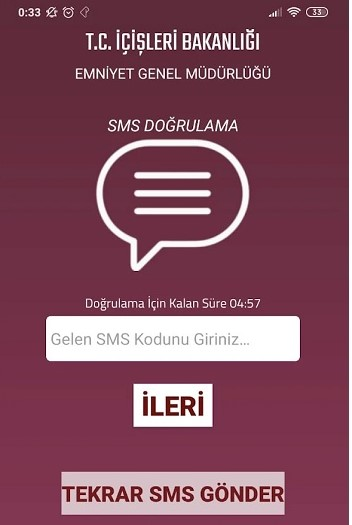 0:33
33
T.C. İÇİŞLERİ BAKANLIĞI
EMNİYET GENEL MÜDÜRLÜĞÜ
SMS DOĞRULAMA
Doğrulama İçin Kalan Süre 04:57
Gelen SMS Kodunu Giriniz...
İLERİ
TEKRAR SMS GÖNDER